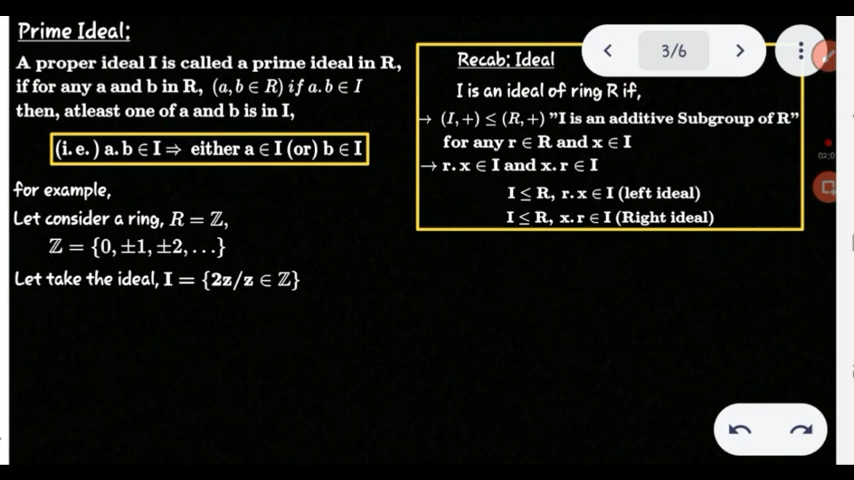 Prime Ideal:
A proper ideal I is called a prime ideal in R,
if for any a and b in R, (a, b ∈ R) if a.b ∈ I
then, atleast one of a and b is in I,
(i.e.) a.b ∈ I ⇒ either a ∈ I (or) b ∈ I
for example,
Let consider a ring, R = ℤ,
ℤ = {0, ±1, ±2, ...}
Let take the ideal, I = {2z/z ∈ ℤ}
3/6
Recab: Ideal
I is an ideal of ring R if,
→ (I, +) ≤ (R, +) "I is an additive Subgroup of R"
for any r ∈ R and x ∈ I
→ r.x ∈ I and x.r ∈ I
I ≤ R, r.x ∈ I (left ideal)
I ≤ R, x.r ∈ I (Right ideal)